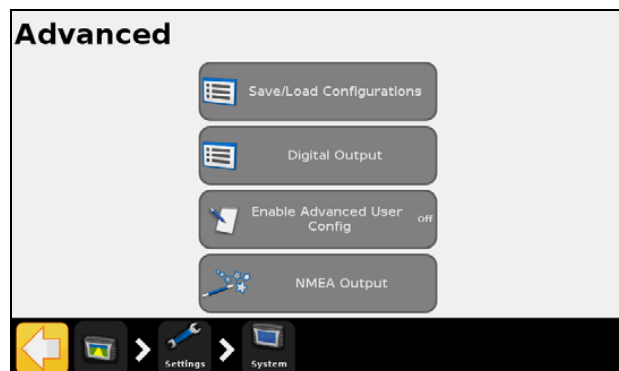 Advanced
Save/Load Configurations
Digital Output
Enable Advanced User
Config
Off
NMEA Output
Settings
System